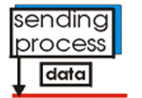 sending
process
data